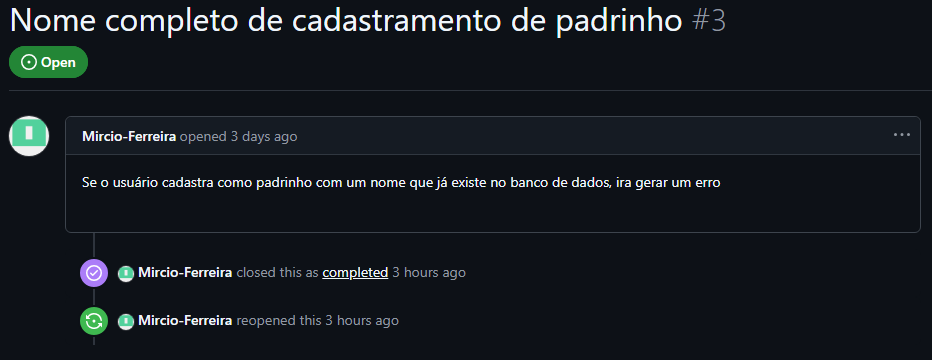 Nome completo de cadastramento de padrinho #3
Open
Mircio-Ferreira opened 3 days ago
Se o usuário cadastra como padrinho com um nome que já existe no banco de dados, ira gerar um erro
Mircio-Ferreira closed this as completed 3 hours ago
Mircio-Ferreira reopened this 3 hours ago